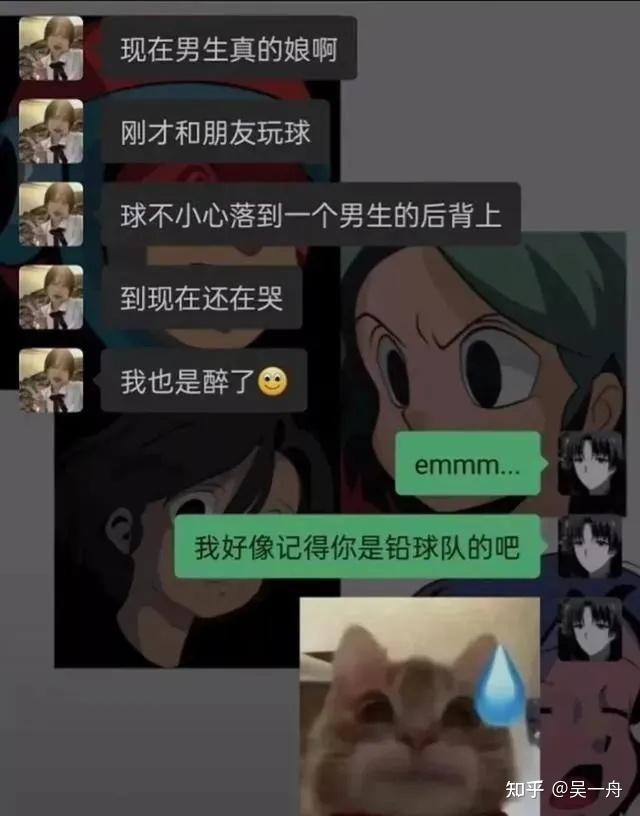 现在男生真的娘啊
刚才和朋友玩球
球不小心落到一个男生的后背上
到现在还在哭
我也是醉了
emmm...
我好像记得你是铅球队的吧
知乎 @吴一舟